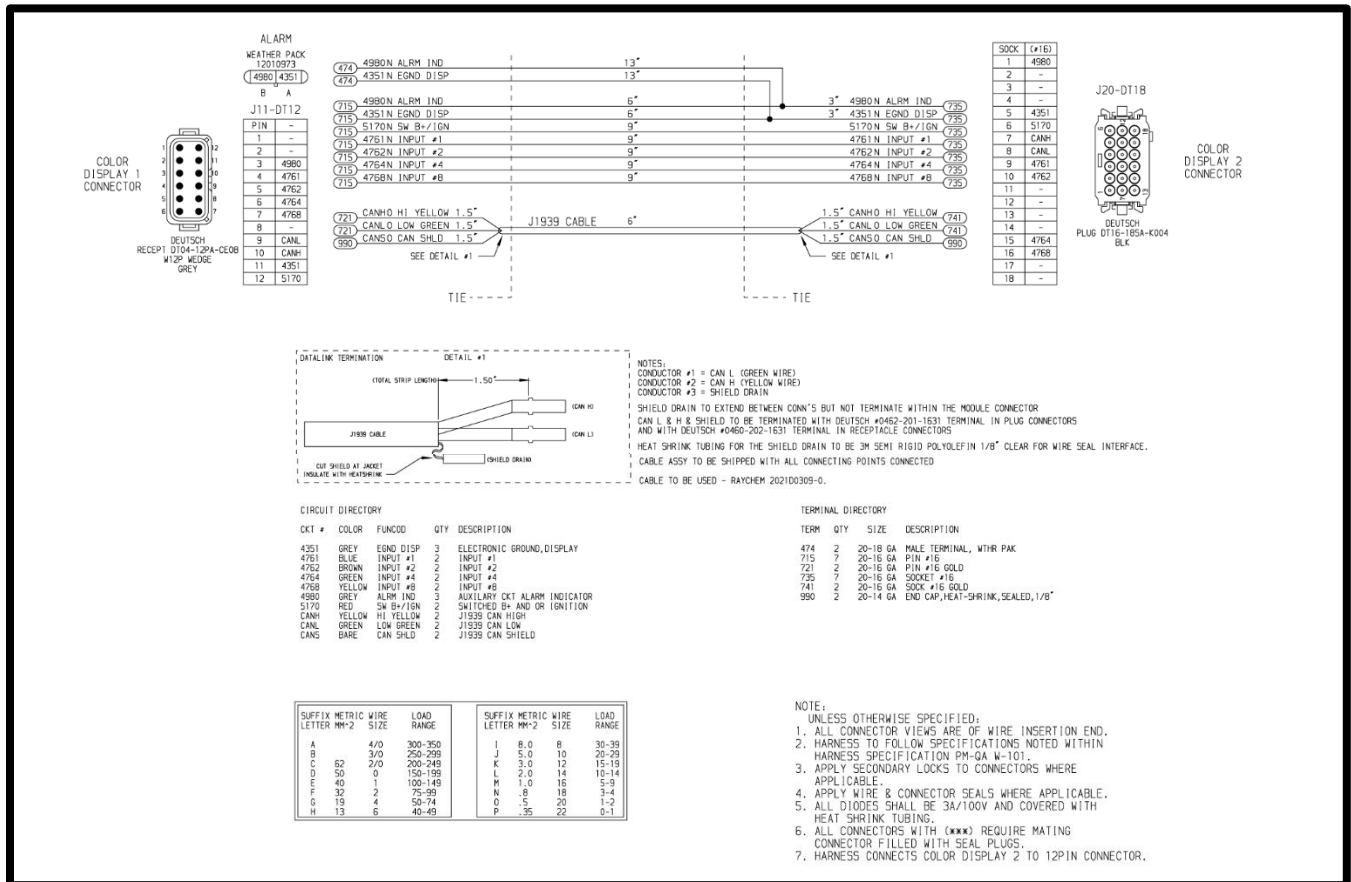 ALARM
WEATHER PACK
12010973
4980 4351
B A
J11-DT12
PIN -
1 -
2 -
3 4980
4 4761
5 4762
6 4764
7 4768
8 -
9 CANL
10 CANH
11 4351
12 5170
COLOR
DISPLAY 1
CONNECTOR
1 12
2 11
3 10
4 9
5 8
6 7
DEUTSCH
RECEPT DT04-12PA-CE08
W12P WEDGE
GREY
474 4980N ALRM IND 13"
474 4351N EGND DISP 13"
715 4980N ALRM IND 6" 3" 4980N ALRM IND 735
715 4351N EGND DISP 6" 3" 4351N EGND DISP 735
715 5170N SW B+/IGN 9" 5170N SW B+/IGN 735
715 4761N INPUT #1 9" 4761N INPUT #1 735
715 4762N INPUT #2 9" 4762N INPUT #2 735
715 4764N INPUT #4 9" 4764N INPUT #4 735
715 4768N INPUT #8 9" 4768N INPUT #8 735
721 CANHO HI YELLOW 1.5" 1.5" CANHO HI YELLOW 741
721 CANLO LOW GREEN 1.5" J1939 CABLE 6" 1.5" CANLO LOW GREEN 741
990 CANSO CAN SHLD 1.5" 1.5" CANSO CAN SHLD 990
SEE DETAIL #1 SEE DETAIL #1
TIE TIE
SOCK (#16)
1 4980
2 -
3 -
4 -
5 4351
6 5170
7 CANH
8 CANL
9 4761
10 4762
11 -
12 -
13 -
14 -
15 4764
16 4768
17 -
18 -
J20-DT18
DEUTSCH
PLUG DT16-18SA-K004
BLK
COLOR
DISPLAY 2
CONNECTOR
DATALINK TERMINATION DETAIL #1
(TOTAL STRIP LENGTH) 1.50"
(CAN H)
J1939 CABLE
(CAN L)
(SHIELD DRAIN)
CUT SHIELD AT JACKET
INSULATE WITH HEATSHRINK
NOTES:
CONDUCTOR #1 = CAN L (GREEN WIRE)
CONDUCTOR #2 = CAN H (YELLOW WIRE)
CONDUCTOR #3 = SHIELD DRAIN
SHIELD DRAIN TO EXTEND BETWEEN CONN'S BUT NOT TERMINATE WITHIN THE MODULE CONNECTOR
CAN L & H & SHIELD TO BE TERMINATED WITH DEUTSCH #0462-201-1631 TERMINAL IN PLUG CONNECTORS
AND WITH DEUTSCH #0460-202-1631 TERMINAL IN RECEPTACLE CONNECTORS
HEAT SHRINK TUBING FOR THE SHIELD DRAIN TO BE 3M SEMI RIGID POLYOLEFIN 1/8" CLEAR FOR WIRE SEAL INTERFACE.
CABLE ASSY TO BE SHIPPED WITH ALL CONNECTING POINTS CONNECTED
CABLE TO BE USED - RAYCHEM 2021D0309-0.
CIRCUIT DIRECTORY
CKT # COLOR FUNCOD QTY DESCRIPTION
4351 GREY EGND DISP 3 ELECTRONIC GROUND,DISPLAY
4761 BLUE INPUT #1 2 INPUT #1
4762 BROWN INPUT #2 2 INPUT #2
4764 GREEN INPUT #4 2 INPUT #4
4768 YELLOW INPUT #8 2 INPUT #8
4980 GREY ALRM IND 3 AUXILARY CKT ALARM INDICATOR
5170 RED SW B+/IGN 2 SWITCHED B+ AND OR IGNITION
CANH YELLOW HI YELLOW 2 J1939 CAN HIGH
CANL GREEN LOW GREEN 2 J1939 CAN LOW
CANS BARE CAN SHLD 2 J1939 CAN SHIELD
TERMINAL DIRECTORY
TERM QTY SIZE DESCRIPTION
474 2 20-18 GA MALE TERMINAL, WTHR PAK
715 7 20-16 GA PIN #16
721 2 20-16 GA PIN #16 GOLD
735 7 20-16 GA SOCKET #16
741 2 20-16 GA SOCK #16 GOLD
990 2 20-14 GA END CAP,HEAT-SHRINK,SEALED,1/8"
SUFFIX METRIC WIRE LOAD
LETTER MM^2 SIZE RANGE
A 4/0 300-350
B 3/0 250-299
C 62 2/0 200-249
D 50 0 150-199
E 40 1 100-149
F 32 2 75-99
G 19 4 50-74
H 13 6 40-49
SUFFIX METRIC WIRE LOAD
LETTER MM^2 SIZE RANGE
I 8.0 8 30-39
J 5.0 10 20-29
K 3.0 12 15-19
L 2.0 14 10-14
M 1.0 16 5-9
N .8 18 3-4
O .5 20 1-2
P .35 22 0-1
NOTE:
UNLESS OTHERWISE SPECIFIED:
1. ALL CONNECTOR VIEWS ARE OF WIRE INSERTION END.
2. HARNESS TO FOLLOW SPECIFICATIONS NOTED WITHIN
HARNESS SPECIFICATION PM-QA W-101.
3. APPLY SECONDARY LOCKS TO CONNECTORS WHERE
APPLICABLE.
4. APPLY WIRE & CONNECTOR SEALS WHERE APPLICABLE.
5. ALL DIODES SHALL BE 3A/100V AND COVERED WITH
HEAT SHRINK TUBING.
6. ALL CONNECTORS WITH (***) REQUIRE MATING
CONNECTOR FILLED WITH SEAL PLUGS.
7. HARNESS CONNECTS COLOR DISPLAY 2 TO 12PIN CONNECTOR.